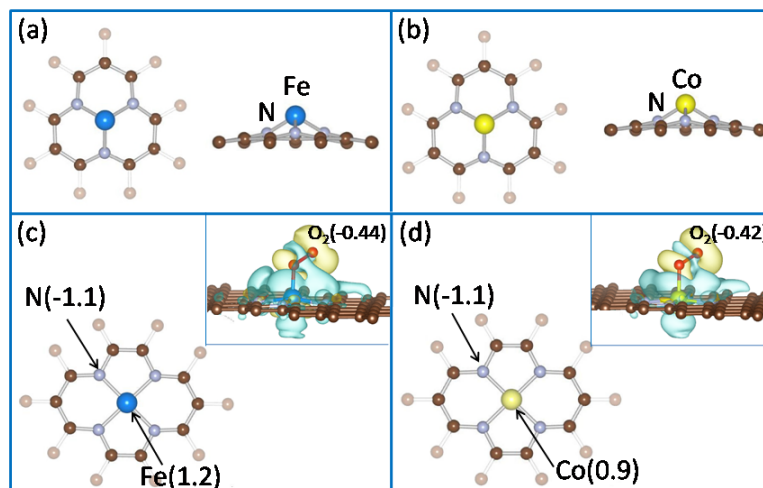 (a)
Fe
N
(b)
Co
N
(c)
O₂(-0.44)
N(-1.1)
Fe(1.2)
(d)
O₂(-0.42)
N(-1.1)
Co(0.9)